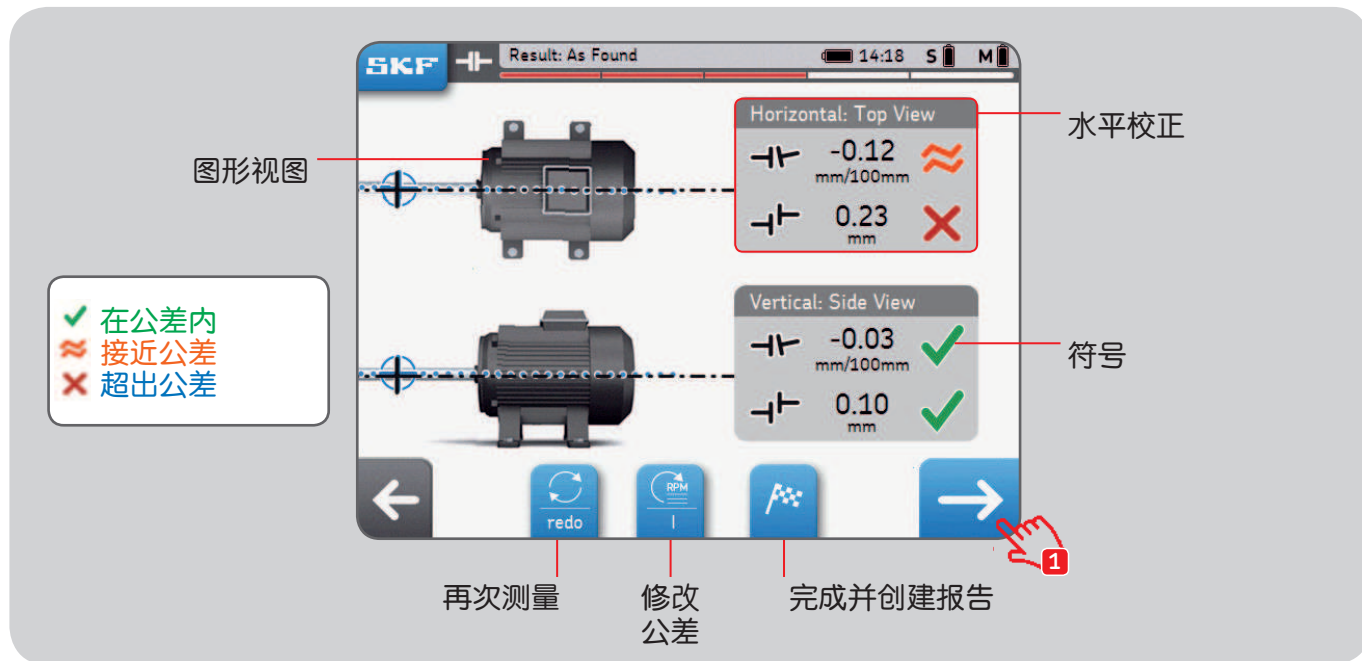 SKF
Result: As Found
14:18
S
M
Horizontal: Top View
-0.12
mm/100mm
0.23
mm
水平校正
图形视图
在公差内
接近公差
超出公差
Vertical: Side View
-0.03
mm/100mm
0.10
mm
符号
redo
RPM
I
1
再次测量
修改
公差
完成并创建报告